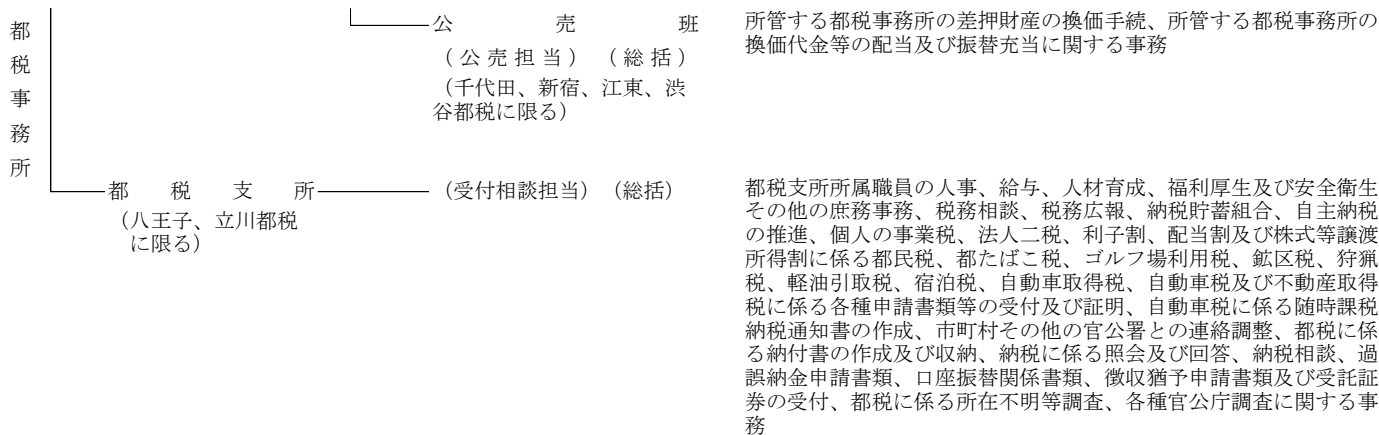 都税事務所
公売班
（公売担当）（総括）
（千代田、新宿、江東、渋
谷都税に限る）
所管する都税事務所の差押財産の換価手続、所管する都税事務所の
換価代金等の配当及び振替充当に関する事務
都税支所
（八王子、立川都税
に限る）
（受付相談担当）（総括）
都税支所所属職員の人事、給与、人材育成、福利厚生及び安全衛生
その他の庶務事務、税務相談、税務広報、納税貯蓄組合、自主納税
の推進、個人の事業税、法人二税、利子割、配当割及び株式等譲渡
所得割に係る都民税、都たばこ税、ゴルフ場利用税、鉱区税、狩猟
税、軽油引取税、宿泊税、自動車取得税、自動車税及び不動産取得
税に係る各種申請書類等の受付及び証明、自動車税に係る随時課税
納税通知書の作成、市町村その他の官公署との連絡調整、都税に係
る納付書の作成及び収納、納税に係る照会及び回答、納税相談、過
誤納金申請書類、口座振替関係書類、徴収猶予申請書類及び受託証
券の受付、都税に係る所在不明等調査、各種官公庁調査に関する事
務